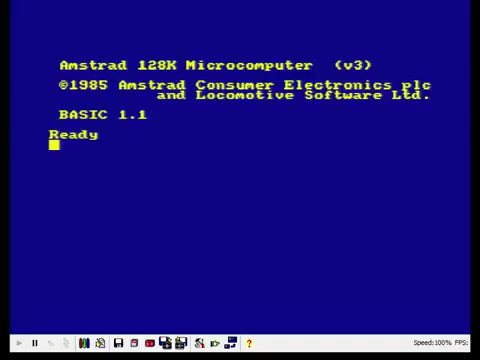 Amstrad 128K Microcomputer (v3)
©1985 Amstrad Consumer Electronics plc
and Locomotive Software Ltd.
BASIC 1.1
Ready
?
Speed:100% FPS: